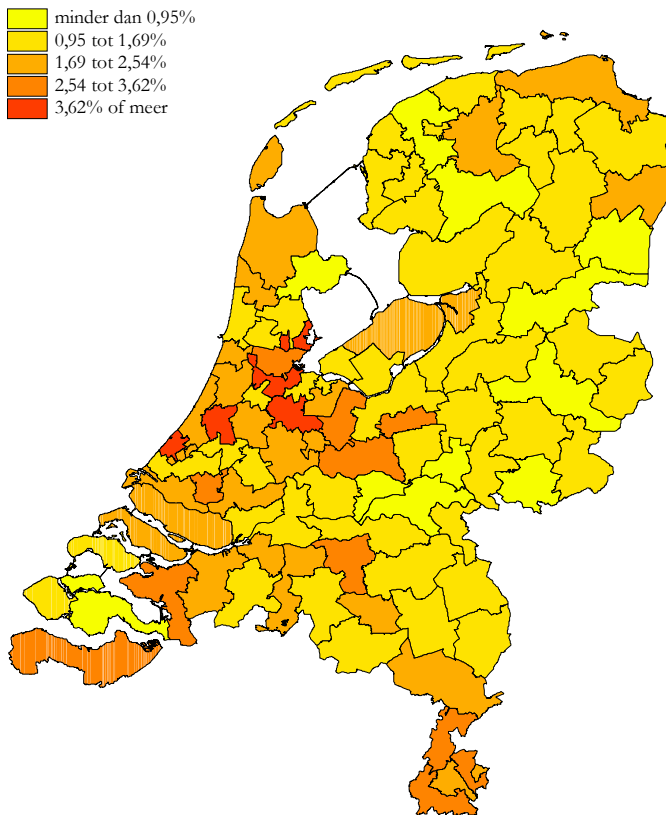 minder dan 0,95%
0,95 tot 1,69%
1,69 tot 2,54%
2,54 tot 3,62%
3,62% of meer